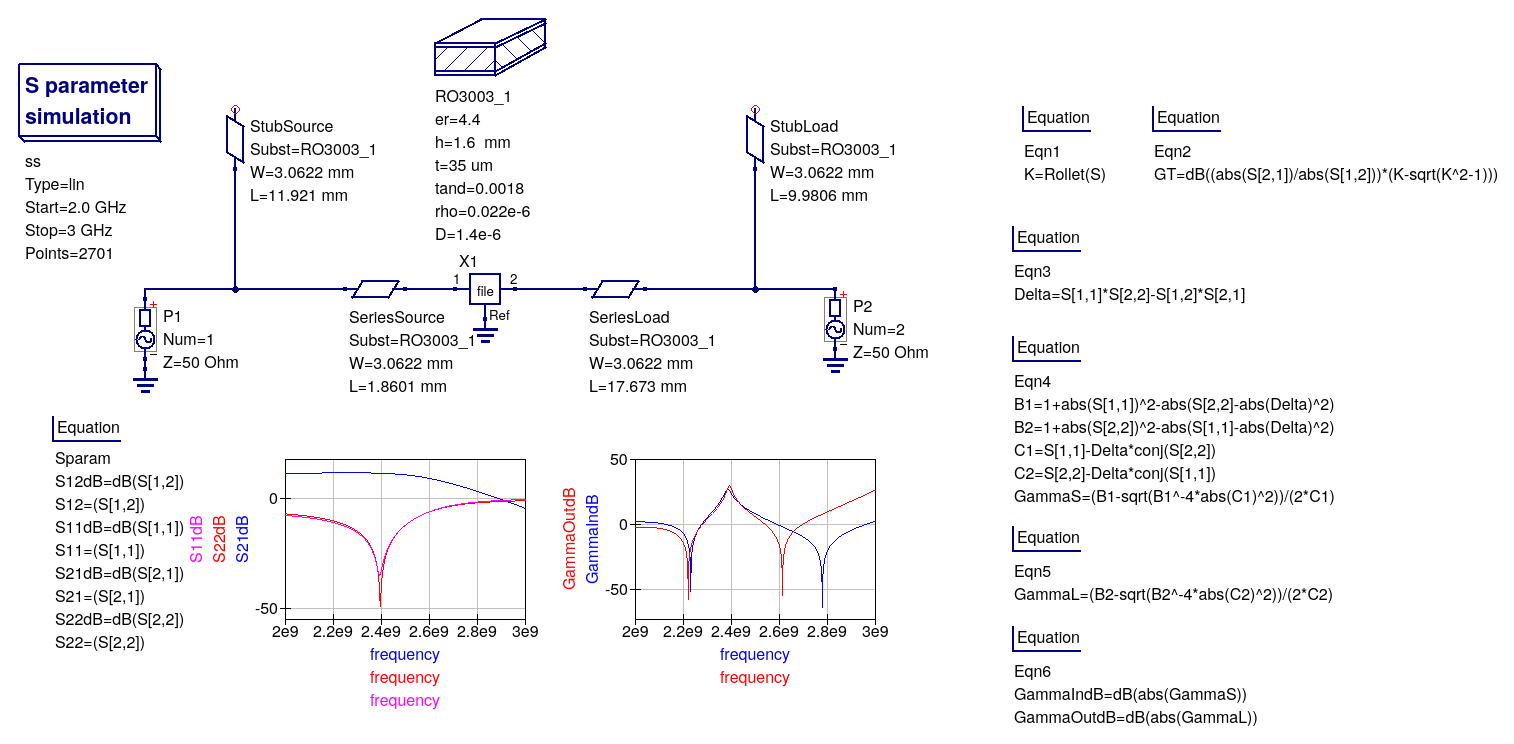 S parameter
simulation
ss
Type=lin
Start=2.0 GHz
Stop=3 GHz
Points=2701
StubSource
Subst=RO3003_1
W=3.0622 mm
L=11.921 mm
RO3003_1
er=4.4
h=1.6 mm
t=35 um
tand=0.0018
rho=0.022e-6
D=1.4e-6
StubLoad
Subst=RO3003_1
W=3.0622 mm
L=9.9806 mm
X1
1
2
file
Ref
P1
Num=1
Z=50 Ohm
SeriesSource
Subst=RO3003_1
W=3.0622 mm
L=1.8601 mm
SeriesLoad
Subst=RO3003_1
W=3.0622 mm
L=17.673 mm
P2
Num=2
Z=50 Ohm
Equation
Eqn1
K=Rollet(S)
Equation
Eqn2
GT=dB((abs(S[2,1])/abs(S[1,2]))*(K-sqrt(K^2-1)))
Equation
Eqn3
Delta=S[1,1]*S[2,2]-S[1,2]*S[2,1]
Equation
Eqn4
B1=1+abs(S[1,1])^2-abs(S[2,2]-abs(Delta)^2)
B2=1+abs(S[2,2])^2-abs(S[1,1]-abs(Delta)^2)
C1=S[1,1]-Delta*conj(S[2,2])
C2=S[2,2]-Delta*conj(S[1,1])
GammaS=(B1-sqrt(B1^-4*abs(C1)^2))/(2*C1)
Equation
Eqn5
GammaL=(B2-sqrt(B2^-4*abs(C2)^2))/(2*C2)
Equation
Eqn6
GammaIndB=dB(abs(GammaS))
GammaOutdB=dB(abs(GammaL))
Equation
Sparam
S12dB=dB(S[1,2])
S12=(S[1,2])
S11dB=dB(S[1,1])
S11=(S[1,1])
S21dB=dB(S[2,1])
S21=(S[2,1])
S22dB=dB(S[2,2])
S22=(S[2,2])
S11dB
S22dB
S21dB
0
-50
2e9 2.2e9 2.4e9 2.6e9 2.8e9 3e9
frequency
frequency
frequency
GammaOutdB
GammaIndB
50
0
-50
2e9 2.2e9 2.4e9 2.6e9 2.8e9 3e9
frequency
frequency